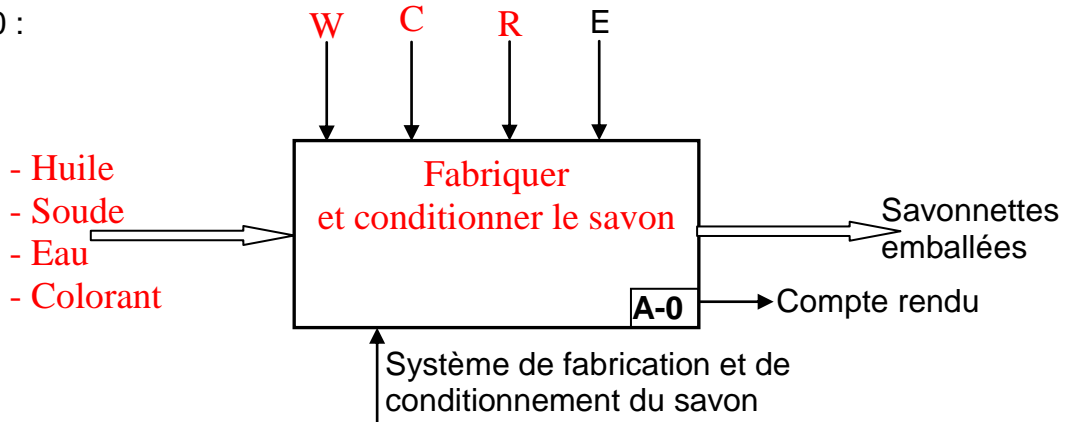 0 :
W C R E
- Huile
- Soude
- Eau
- Colorant
Fabriquer
et conditionner le savon
A-0
Savonnettes
emballées
Compte rendu
Système de fabrication et de
conditionnement du savon